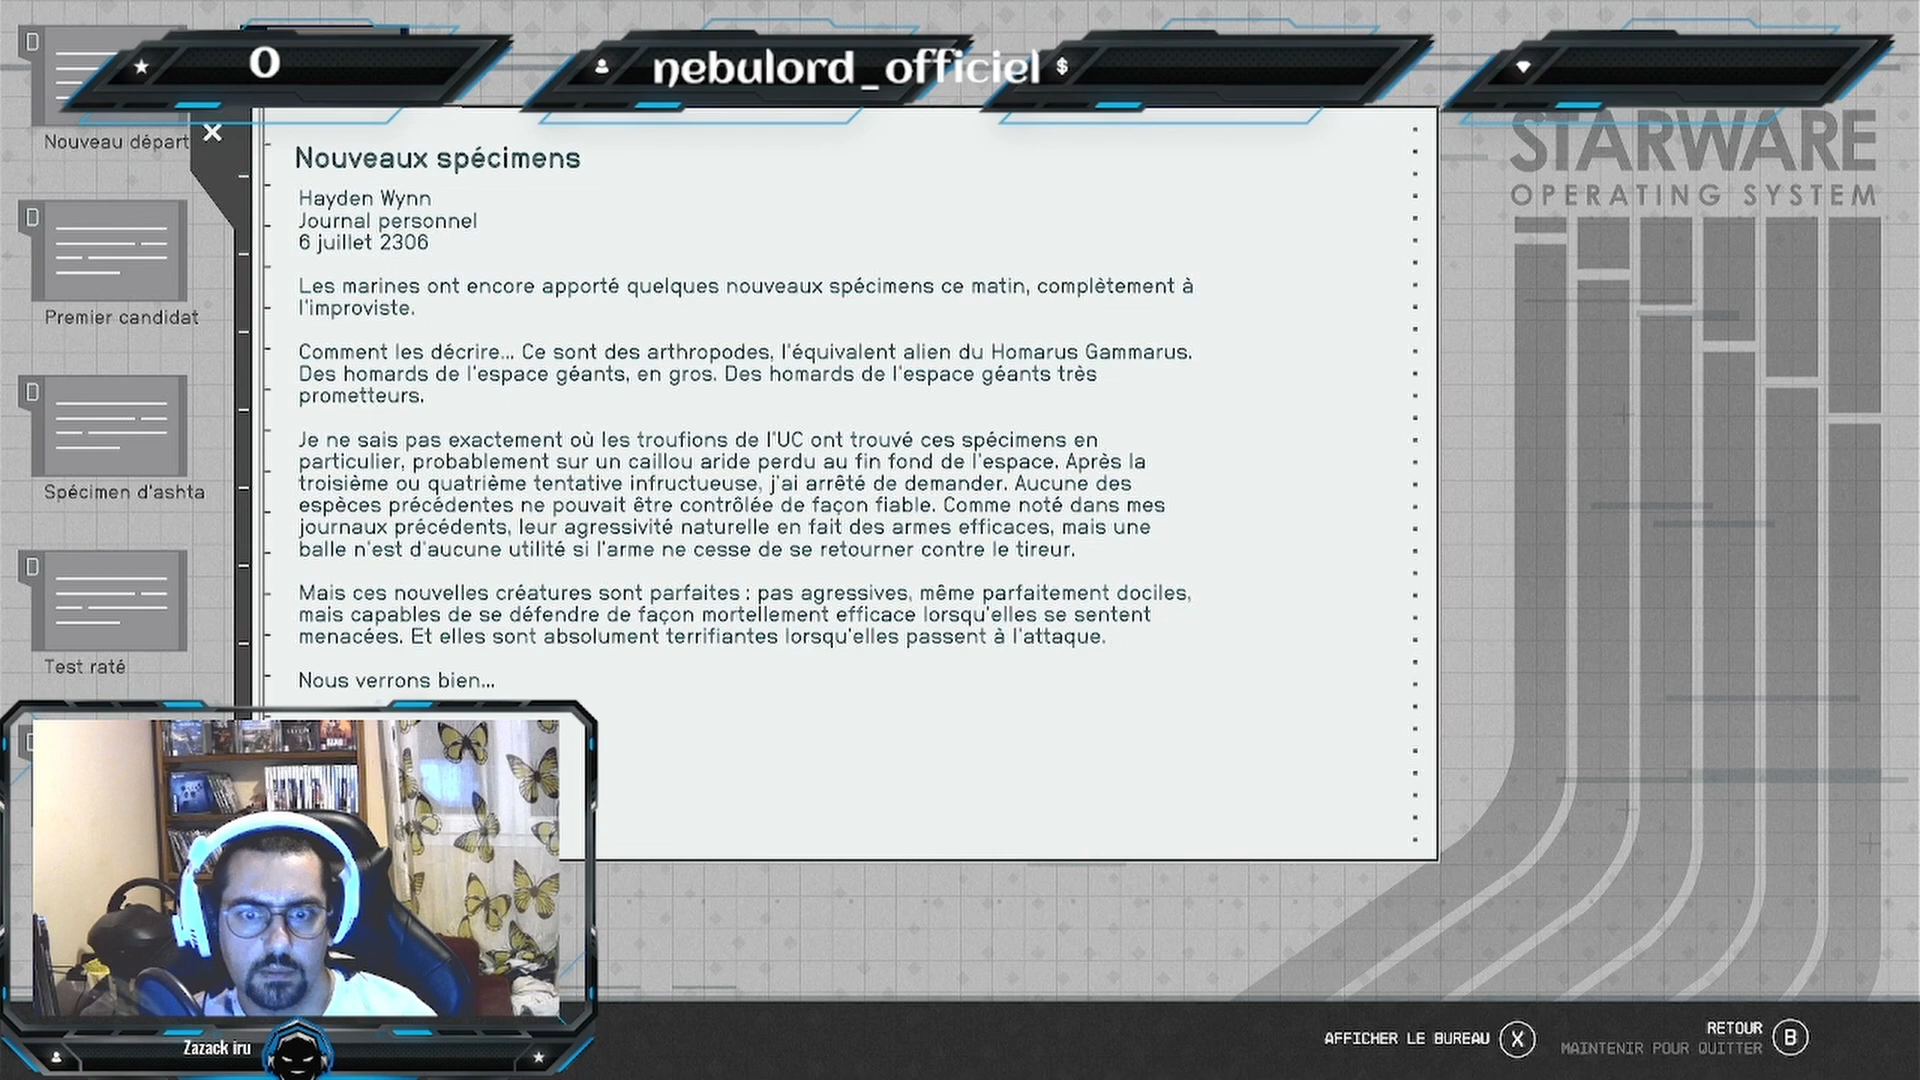 0
nebulord_officiel
$
D
Nouveau départ
D
Premier candidat
D
Spécimen d'ashta
D
Test raté
Nouveaux spécimens
Hayden Wynn
Journal personnel
6 juillet 2306
Les marines ont encore apporté quelques nouveaux spécimens ce matin, complètement à
l'improviste.
Comment les décrire... Ce sont des arthropodes, l'équivalent alien du Homarus Gammarus.
Des homards de l'espace géants, en gros. Des homards de l'espace géants très
prometteurs.
Je ne sais pas exactement où les troufions de l'UC ont trouvé ces spécimens en
particulier, probablement sur un caillou aride perdu au fin fond de l'espace. Après la
troisième ou quatrième tentative infructueuse, j'ai arrêté de demander. Aucune des
espèces précédentes ne pouvait être contrôlée de façon fiable. Comme noté dans mes
journaux précédents, leur agressivité naturelle en fait des armes efficaces, mais une
balle n'est d'aucune utilité si l'arme ne cesse de se retourner contre le tireur.
Mais ces nouvelles créatures sont parfaites : pas agressives, même parfaitement dociles,
mais capables de se défendre de façon mortellement efficace lorsqu'elles se sentent
menacées. Et elles sont absolument terrifiantes lorsqu'elles passent à l'attaque.
Nous verrons bien...
STARWARE
OPERATING SYSTEM
Zazack iru
AFFICHER LE BUREAU X
RETOUR B
MAINTENIR POUR QUITTER